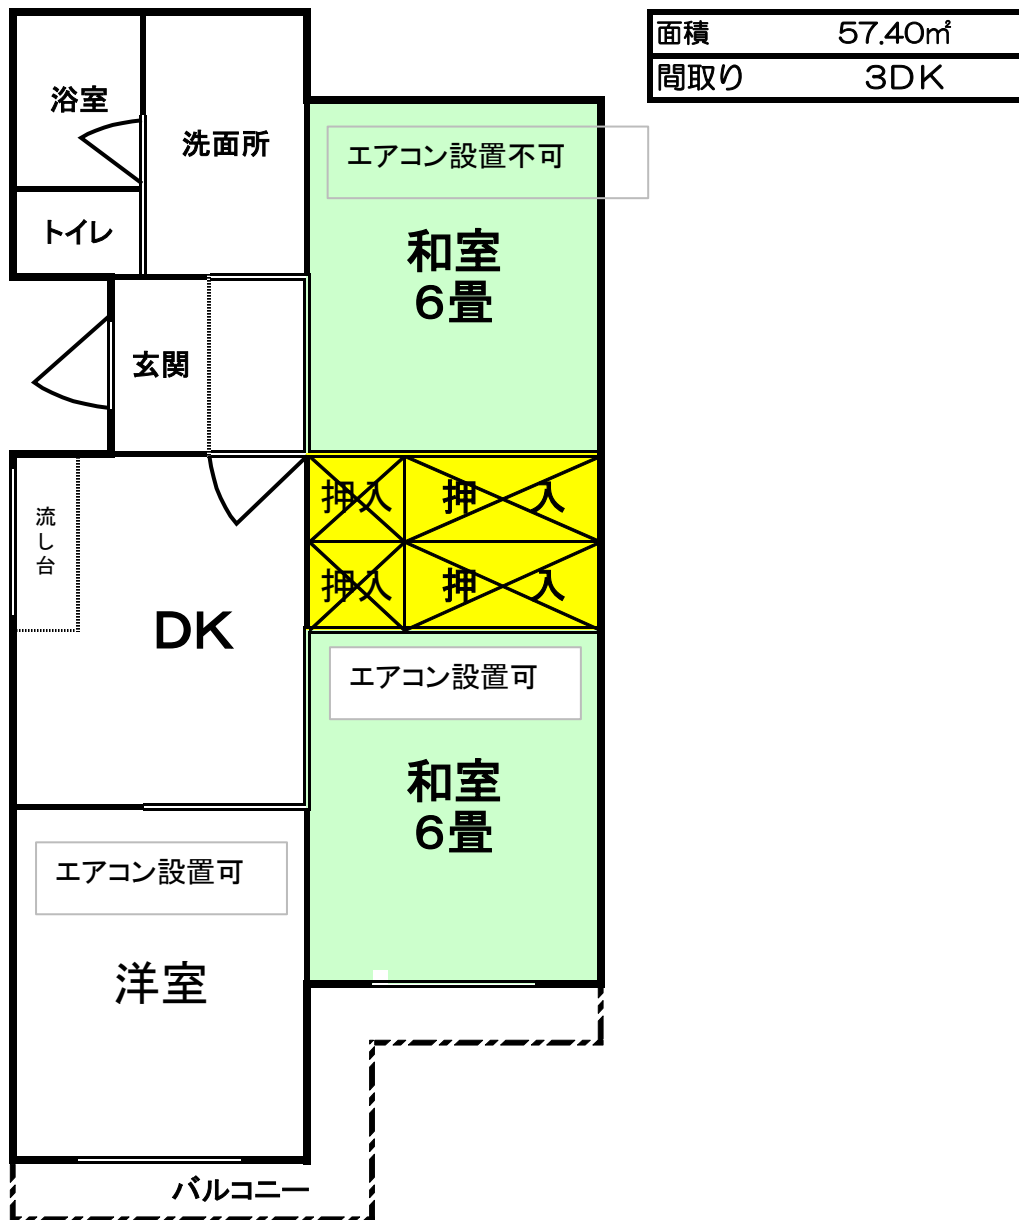 面積 57.40㎡
間取り 3DK
浴室
洗面所
エアコン設置不可
トイレ
和室
6畳
玄関
押入 押 入
流し台
押入 押 入
DK
エアコン設置可
和室
6畳
エアコン設置可
洋室
バルコニー